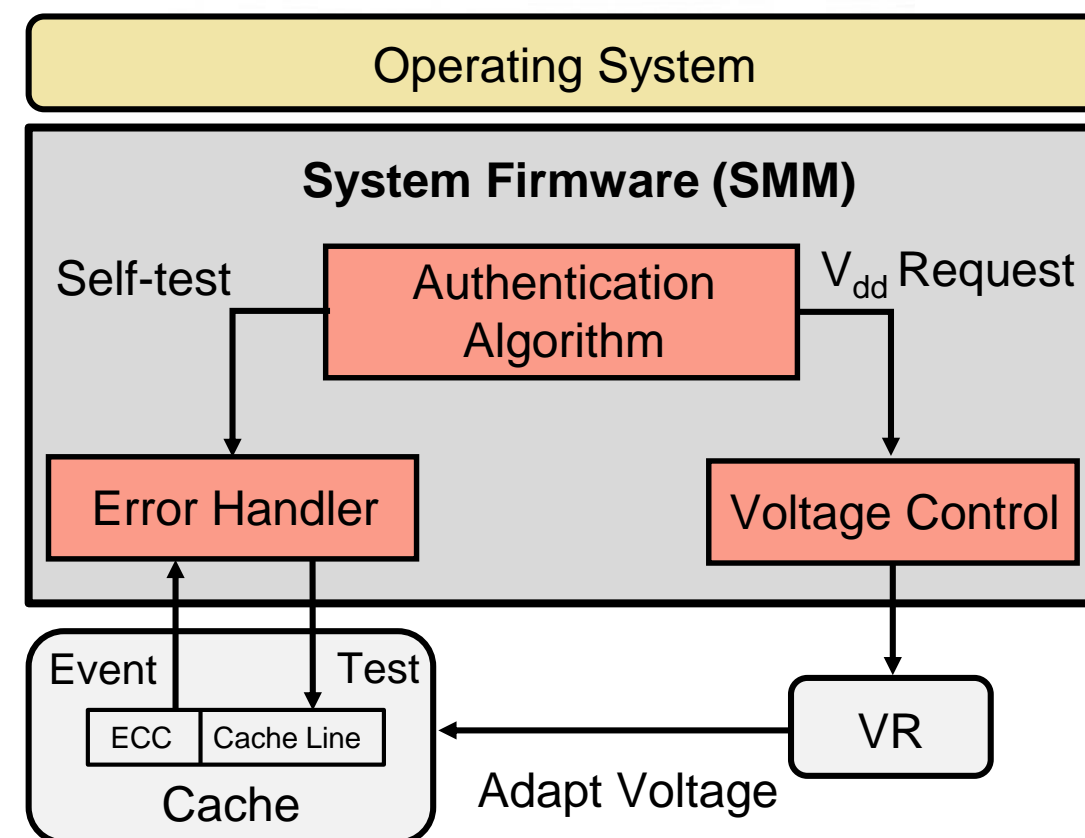 Operating System
System Firmware (SMM)
Self-test
Authentication
Algorithm
Vdd Request
Error Handler
Voltage Control
Event
Test
ECC
Cache Line
Cache
VR
Adapt Voltage